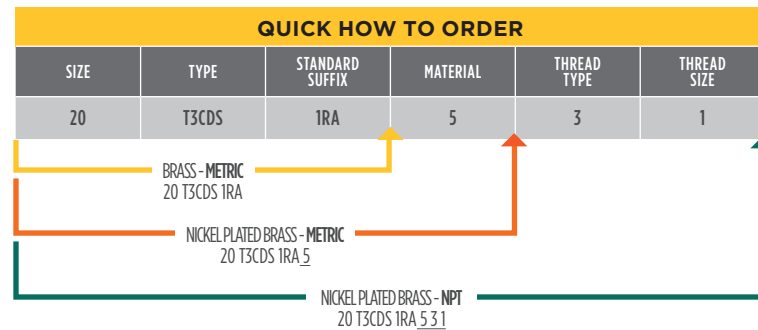 QUICK HOW TO ORDER
SIZE TYPE STANDARD SUFFIX MATERIAL THREAD TYPE THREAD SIZE
20 T3CDS 1RA 5 3 1
BRASS - METRIC
20 T3CDS 1RA
NICKEL PLATED BRASS - METRIC
20 T3CDS 1RA 5
NICKEL PLATED BRASS - NPT
20 T3CDS 1RA 5 3 1